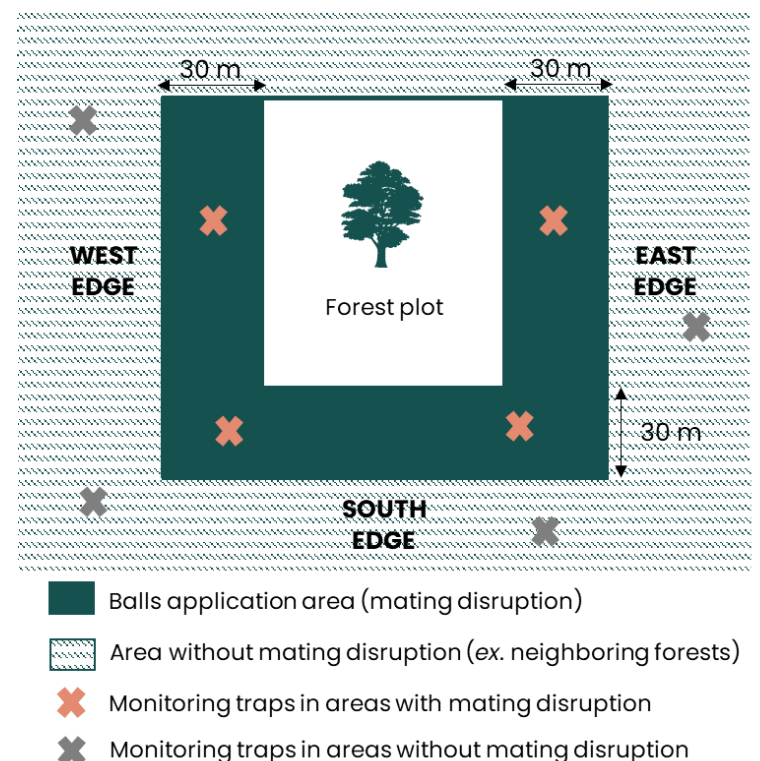 30 m
30 m
WEST
EDGE
EAST
EDGE
Forest plot
30 m
SOUTH
EDGE
Balls application area (mating disruption)
Area without mating disruption (ex. neighboring forests)
Monitoring traps in areas with mating disruption
Monitoring traps in areas without mating disruption